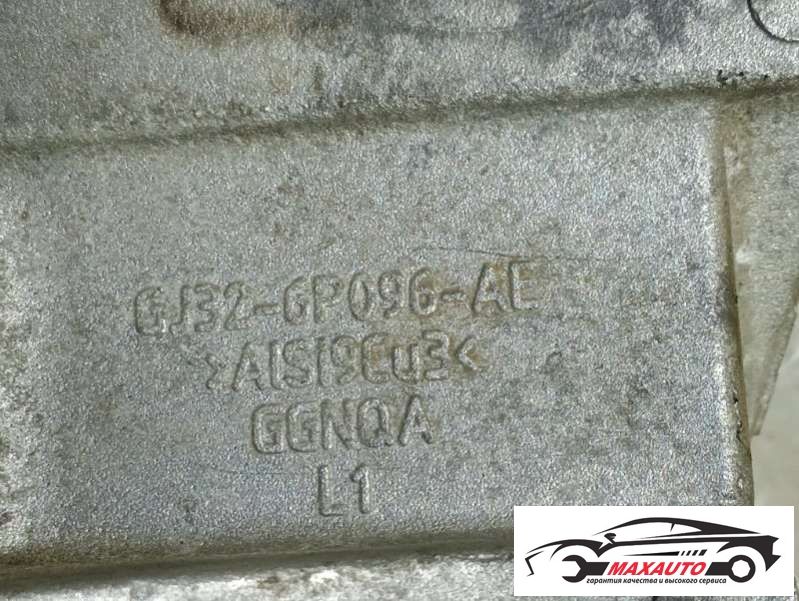 GJ32-6P096-AE
>AlSi9Cu3<
GGNQA
L1
MAXAUTO
гарантия качества и высокого сервиса